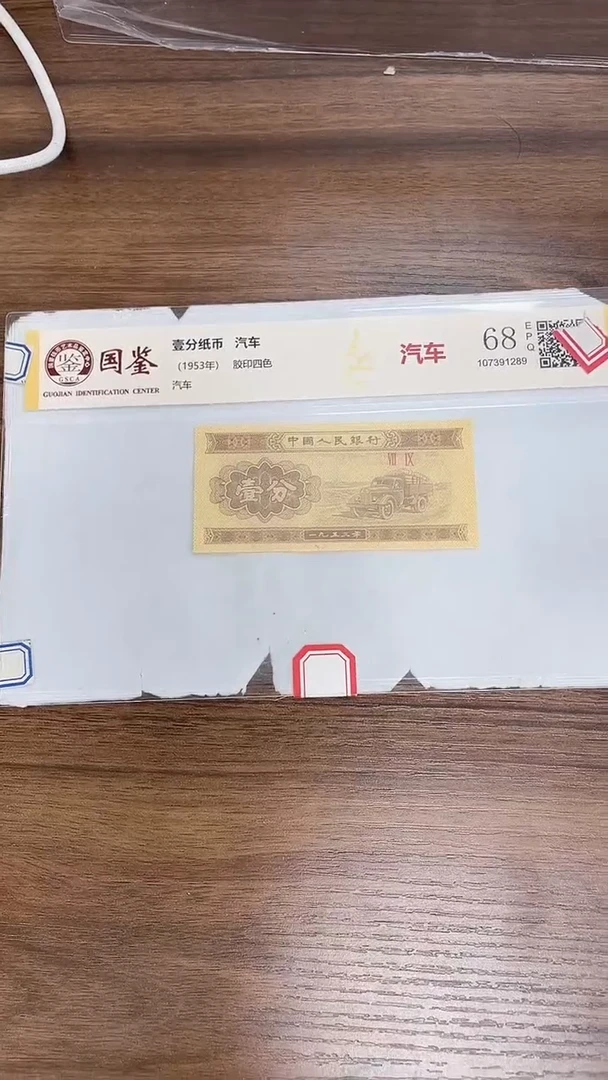 国鉴
GSCA
GUOJIAN IDENTIFICATION CENTER
壹分纸币 汽车
(1953年) 胶印四色
汽车
汽车
68
EPQ
107391289
中國人民銀行
VII IX
壹分
一九五三年